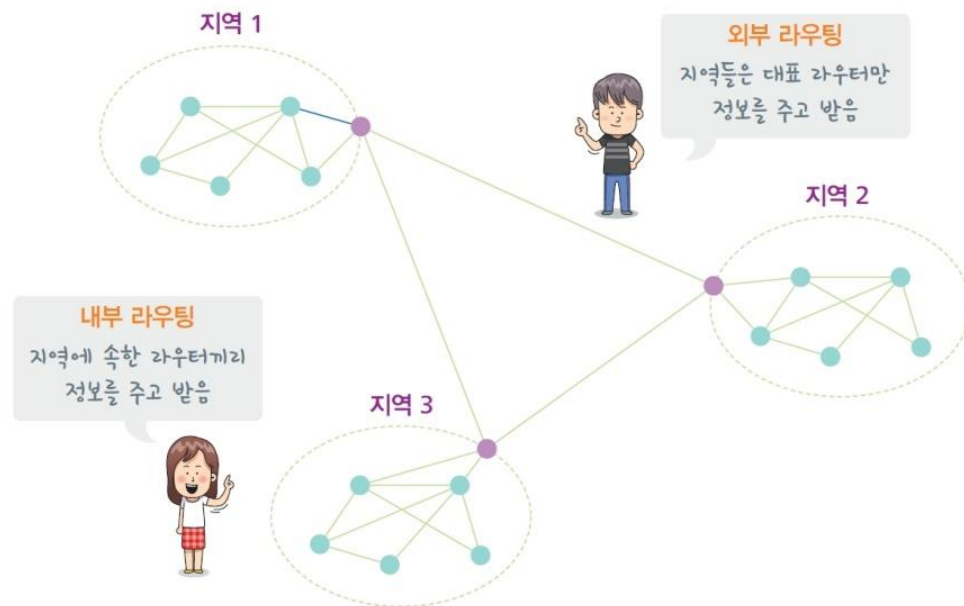 지역 1
외부 라우팅
지역들은 대표 라우터만
정보를 주고 받음
지역 2
내부 라우팅
지역에 속한 라우터끼리
정보를 주고 받음
지역 3